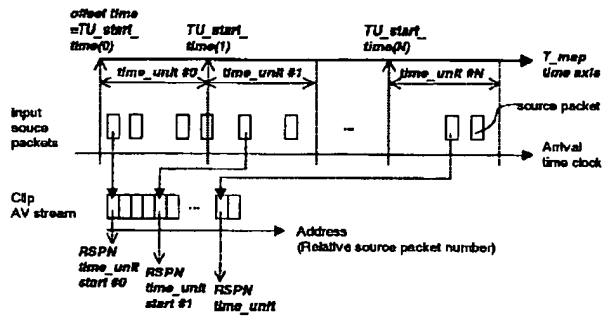 offset time
=TU_start_
time(0)
TU_start_
time(1)
TU_start_
time(N)
T_map
time axis
time_unit #0
time_unit #1
time_unit #N
Input
souce
packets
source packet
...
Arrival
time clock
Clip
AV stream
...
Address
(Relative source packet number)
RSPN
time_unit
start #0
RSPN
time_unit
start #1
RSPN
time_unit